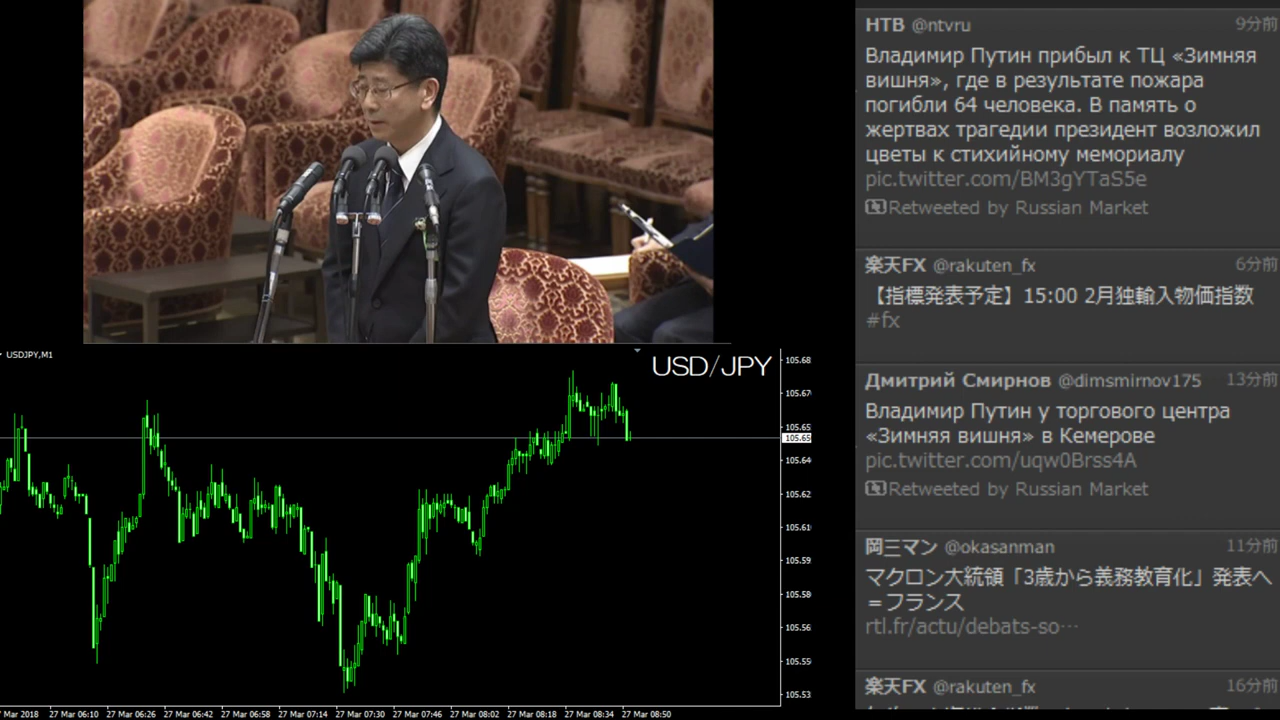 НТВ @ntvru 9分前
Владимир Путин прибыл к ТЦ «Зимняя
вишня», где в результате пожара
погибли 64 человека. В память о
жертвах трагедии президент возложил
цветы к стихийному мемориалу
pic.twitter.com/BM3gYTaS5e
Retweeted by Russian Market
楽天FX @rakuten_fx 6分前
【指標発表予定】15:00 2月独輸入物価指数
#fx
Дмитрий Смирнов @dimsmirnov175 13分前
Владимир Путин у торгового центра
«Зимняя вишня» в Кемерове
pic.twitter.com/uqw0Brss4A
Retweeted by Russian Market
岡三マン @okasanman 11分前
マクロン大統領「3歳から義務教育化」発表へ
＝フランス
rtl.fr/actu/debats-so…
楽天FX @rakuten_fx 16分前
USDJPY,M1
USD/JPY
105.68
105.67
105.65
105.65
105.64
105.62
105.61
105.59
105.58
105.56
105.55
105.53
Mar 2018 27 Mar 06:10 27 Mar 06:26 27 Mar 06:42 27 Mar 06:58 27 Mar 07:14 27 Mar 07:30 27 Mar 07:46 27 Mar 08:02 27 Mar 08:18 27 Mar 08:34 27 Mar 08:50